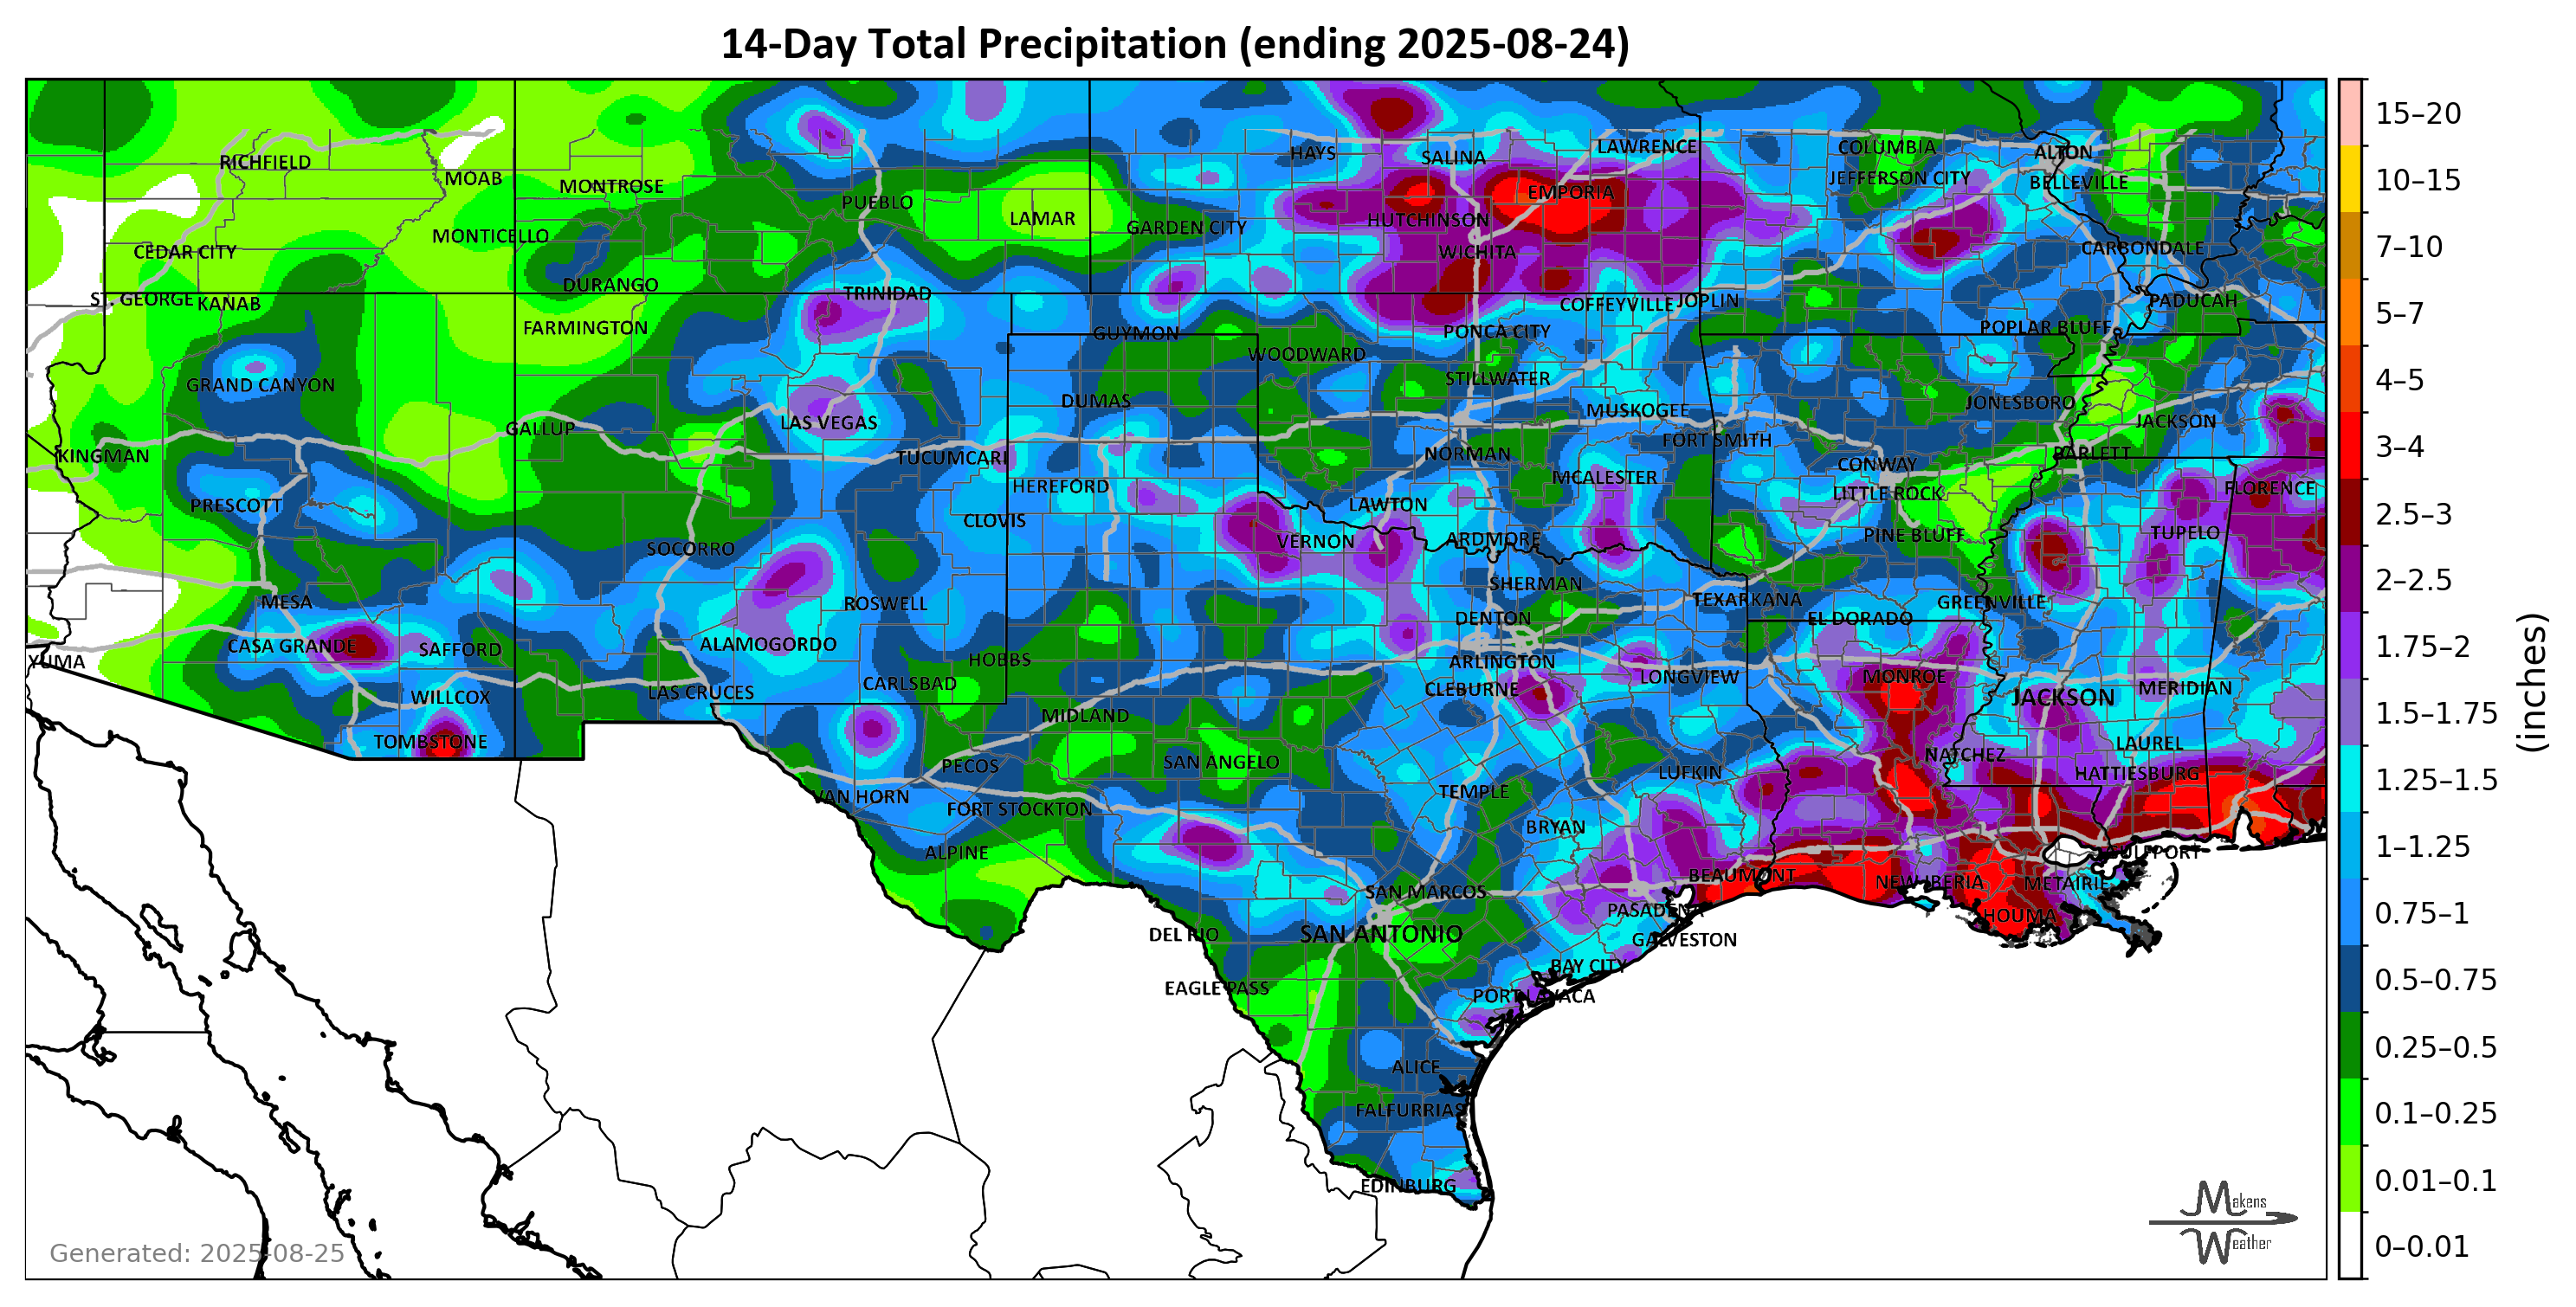 14-Day Total Precipitation (ending 2025-08-24)
HAYS
SALINA
LAWRENCE
COLUMBIA
ALTON
RICHFIELD
MOAB
MONTROSE
JEFFERSON CITY
BELLEVILLE
PUEBLO
LAMAR
EMPORIA
GARDEN CITY
HUTCHINSON
MONTICELLO
CEDAR CITY
WICHITA
CARBONDALE
DURANGO
TRINIDAD
ST. GEORGE
KANAB
COFFEYVILLE
JOPLIN
PADUCAH
FARMINGTON
GUYMON
PONCA CITY
POPLAR BLUFF
WOODWARD
GRAND CANYON
STILLWATER
DUMAS
MUSKOGEE
JONESBORO
LAS VEGAS
JACKSON
GALLUP
FORT SMITH
KINGMAN
TUCUMCARI
NORMAN
BARLETT
CONWAY
HEREFORD
MCALESTER
LITTLE ROCK
FLORENCE
PRESCOTT
LAWTON
CLOVIS
PINE BLUFF
TUPELO
SOCORRO
VERNON
ARDMORE
SHERMAN
MESA
ROSWELL
TEXARKANA
GREENVILLE
DENTON
EL DORADO
CASA GRANDE
SAFFORD
ALAMOGORDO
YUMA
HOBBS
ARLINGTON
LONGVIEW
MONROE
WILLCOX
LAS CRUCES
CARLSBAD
CLEBURNE
JACKSON
MERIDIAN
MIDLAND
TOMBSTONE
LAUREL
PECOS
SAN ANGELO
NATCHEZ
LUFKIN
HATTIESBURG
VAN HORN
FORT STOCKTON
TEMPLE
BRYAN
ALPINE
GULFPORT
BEAUMONT
NEW IBERIA
METAIRIE
SAN MARCOS
PASADENA
HOUMA
DEL RIO
SAN ANTONIO
GALVESTON
BAY CITY
EAGLE PASS
PORT LAVACA
ALICE
FALFURRIAS
EDINBURG
Generated: 2025-08-25
Makens
Weather
15–20
10–15
7–10
5–7
4–5
3–4
2.5–3
2–2.5
1.75–2
1.5–1.75
1.25–1.5
1–1.25
0.75–1
0.5–0.75
0.25–0.5
0.1–0.25
0.01–0.1
0–0.01
(inches)